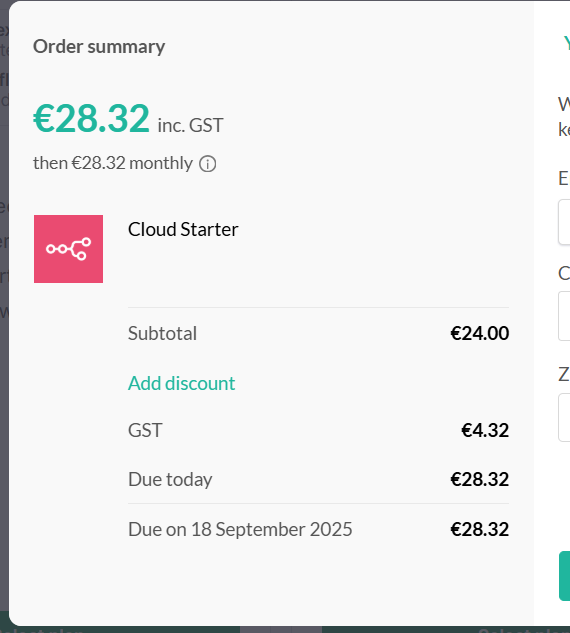 Order summary
€28.32 inc. GST
then €28.32 monthly
Cloud Starter
Subtotal €24.00
Add discount
GST €4.32
Due today €28.32
Due on 18 September 2025 €28.32